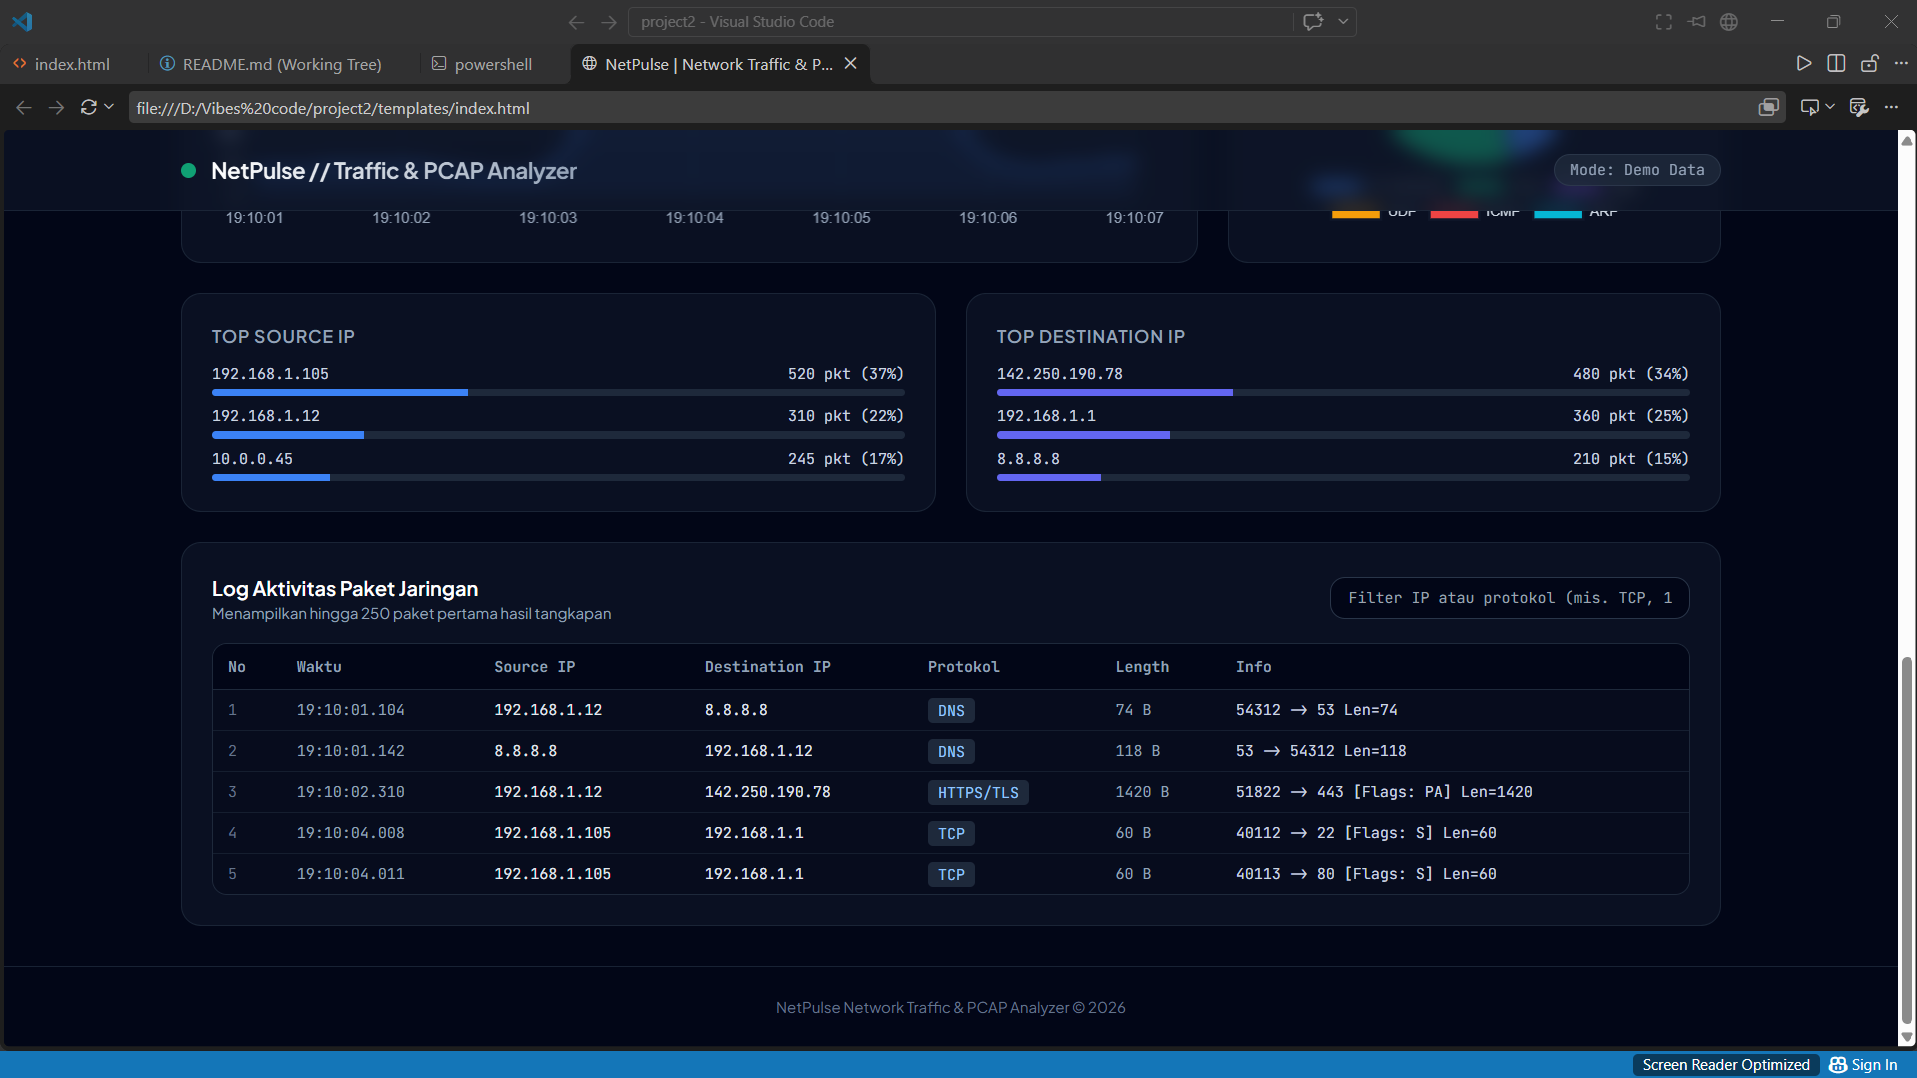 project2 - Visual Studio Code
index.html
README.md (Working Tree)
powershell
NetPulse | Network Traffic & P...
file:///D:/Vibes%20code/project2/templates/index.html
NetPulse // Traffic & PCAP Analyzer
Mode: Demo Data
19:10:01 19:10:02 19:10:03 19:10:04 19:10:05 19:10:06 19:10:07
UDP ICMP ARP
TOP SOURCE IP
192.168.1.105 520 pkt (37%)
192.168.1.12 310 pkt (22%)
10.0.0.45 245 pkt (17%)
TOP DESTINATION IP
142.250.190.78 480 pkt (34%)
192.168.1.1 360 pkt (25%)
8.8.8.8 210 pkt (15%)
Log Aktivitas Paket Jaringan
Menampilkan hingga 250 paket pertama hasil tangkapan
Filter IP atau protokol (mis. TCP, 1
No Waktu Source IP Destination IP Protokol Length Info
1 19:10:01.104 192.168.1.12 8.8.8.8 DNS 74 B 54312 → 53 Len=74
2 19:10:01.142 8.8.8.8 192.168.1.12 DNS 118 B 53 → 54312 Len=118
3 19:10:02.310 192.168.1.12 142.250.190.78 HTTPS/TLS 1420 B 51822 → 443 [Flags: PA] Len=1420
4 19:10:04.008 192.168.1.105 192.168.1.1 TCP 60 B 40112 → 22 [Flags: S] Len=60
5 19:10:04.011 192.168.1.105 192.168.1.1 TCP 60 B 40113 → 80 [Flags: S] Len=60
NetPulse Network Traffic & PCAP Analyzer © 2026
Screen Reader Optimized
Sign In